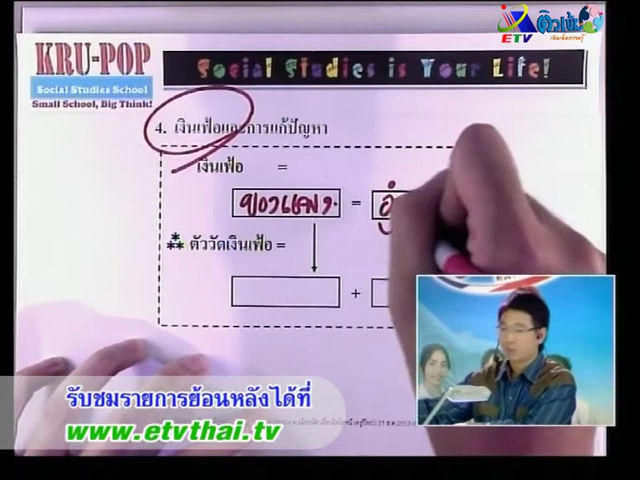 ETV
ติวเข้ม
KRU-POP
Social Studies School
Small School, Big Think!
Social Studies is Your Life!
4. เงินเฟ้อและการแก้ปัญหา
เงินเฟ้อ =
ของแพง =
ตัววัดเงินเฟ้อ =
+
รับชมรายการย้อนหลังได้ที่
www.etvthai.tv